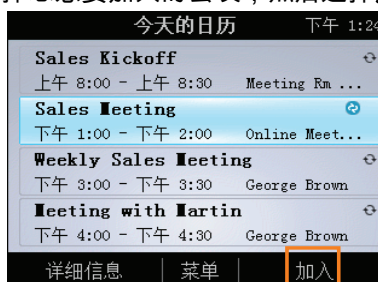 今天的日历 下午 1:24
Sales Kickoff
上午 8:00 - 上午 8:30 Meeting Rm ...
Sales Meeting
下午 1:00 - 下午 2:00 Online Meet...
Weekly Sales Meeting
下午 3:00 - 下午 3:30 George Brown
Meeting with Martin
下午 4:00 - 下午 4:30 George Brown
详细信息 | 菜单 | 加入